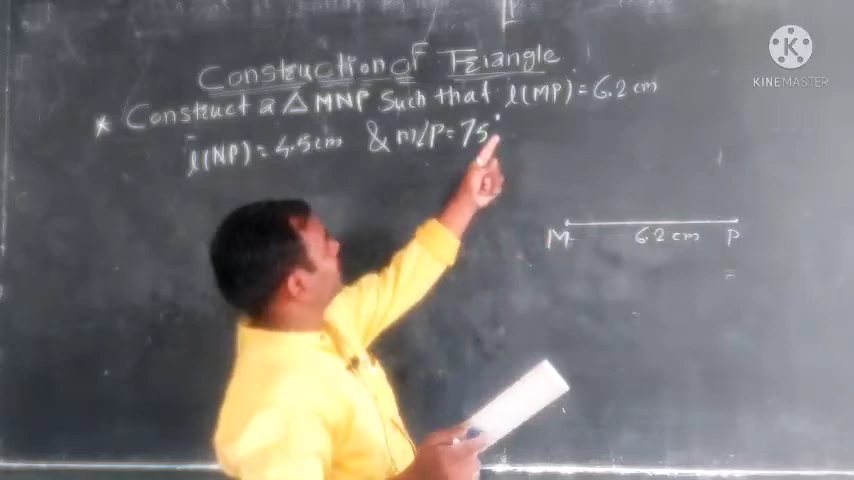 Construction of Triangle
* Construct a △ MNP Such that l(MP) = 6.2 cm
l(NP) = 4.5 cm & m∠P = 75°
M 6.2 cm P
K
KINEMASTER